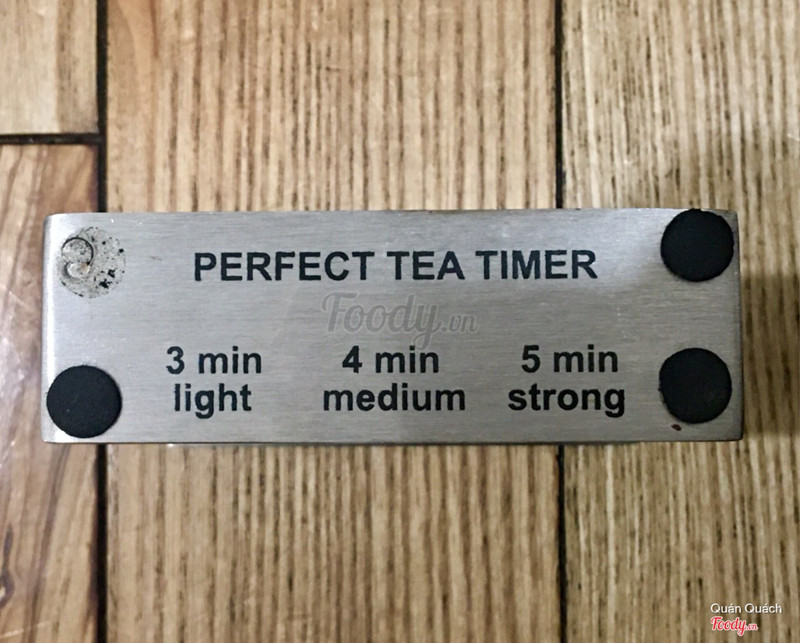 PERFECT TEA TIMER
Foody.vn
3 min 4 min 5 min
light medium strong
Quán Quách
Foody.vn